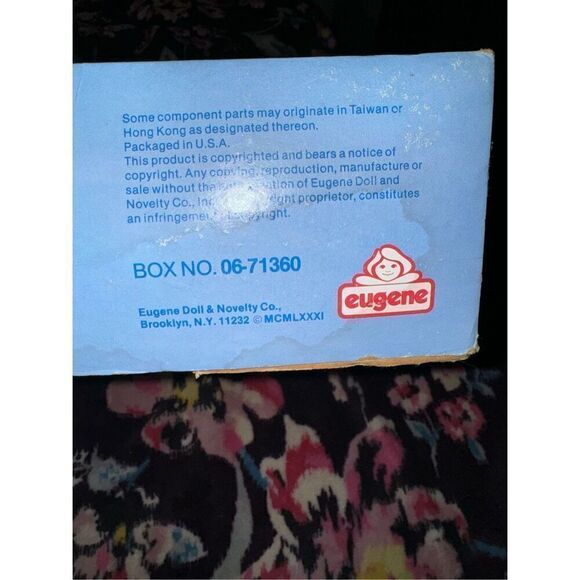 Some component parts may originate in Taiwan or
Hong Kong as designated thereon.
Packaged in U.S.A.
This product is copyrighted and bears a notice of
copyright. Any copying, reproduction, manufacture or
sale without the of Eugene Doll and
Novelty Co., proprietor, constitutes
an infringement copyright.
BOX NO. 06-71360
Eugene Doll & Novelty Co.,
Brooklyn, N.Y. 11232 © MCMLXXXI
eugene